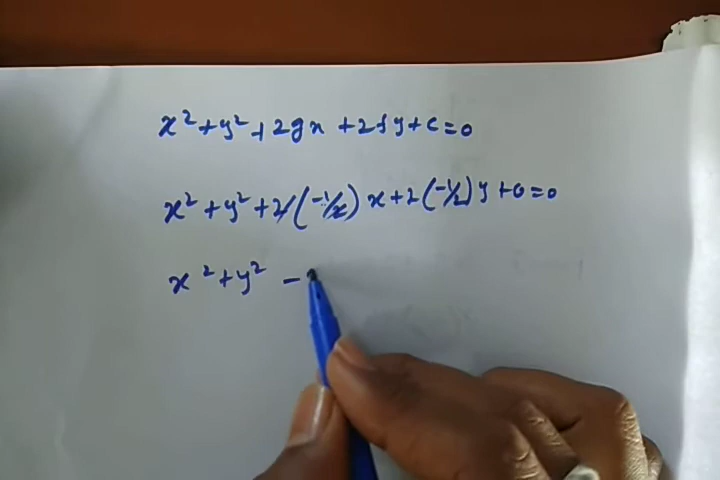 x² + y² + 2gx + 2fy + c = 0
x² + y² + 2(-1/2) x + 2(-1/2) y + 0 = 0
x² + y² -